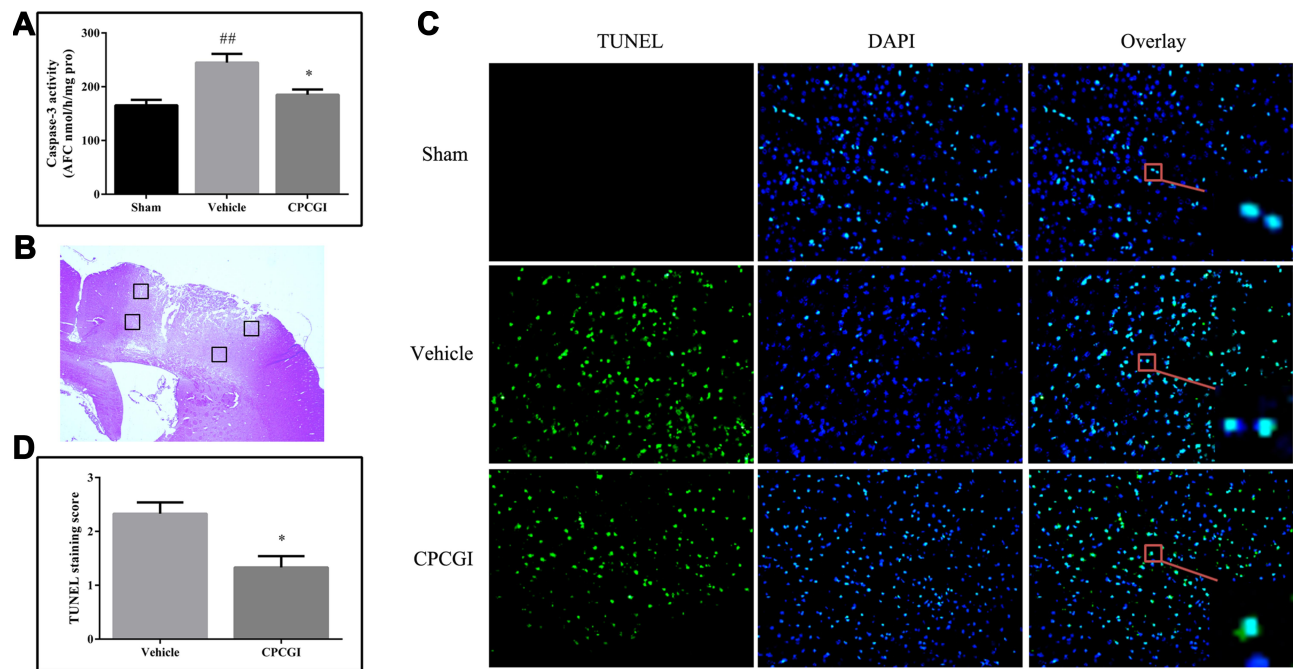 A
300
200
100
0
Caspase-3 activity
(AFC nmol/h/mg pro)
##
*
Sham Vehicle CPCGI
B
D
3
2
1
0
TUNEL staining score
*
Vehicle CPCGI
C
TUNEL DAPI Overlay
Sham
Vehicle
CPCGI